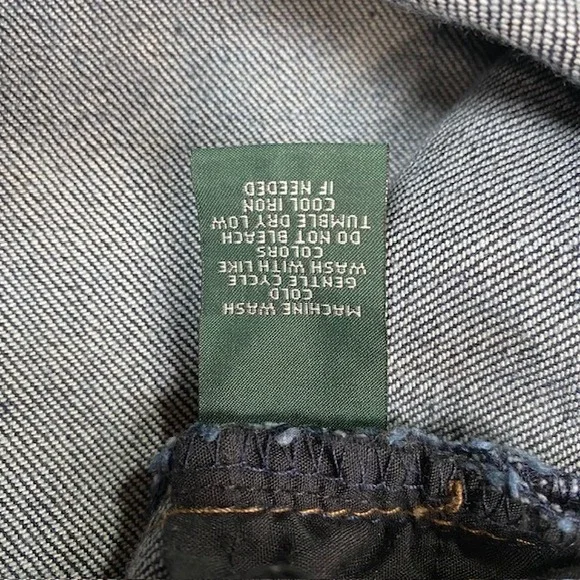 MACHINE WASH
COLD
GENTLE CYCLE
WASH WITH LIKE
COLORS
DO NOT BLEACH
TUMBLE DRY LOW
COOL IRON
IF NEEDED